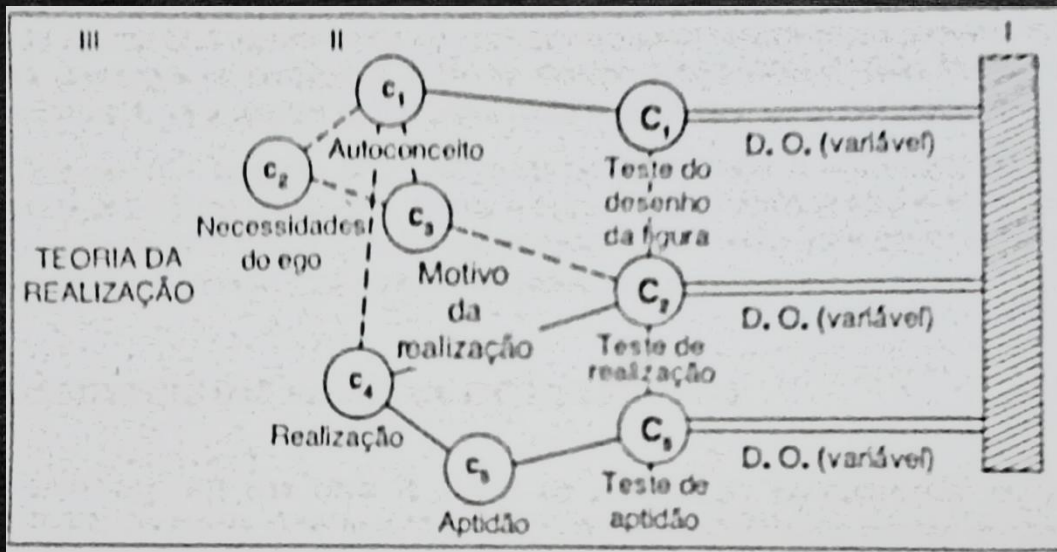 III
II
I
c₁
C₁
D. O. (variável)
Autoconceito
Teste do
desenho
da figura
c₂
Necessidades
do ego
c₃
Motivo
da
realização
TEORIA DA
REALIZAÇÃO
C₂
D. O. (variável)
Teste de
realização
c₄
Realização
C₅
D. O. (variável)
Teste de
aptidão
c₅
Aptidão